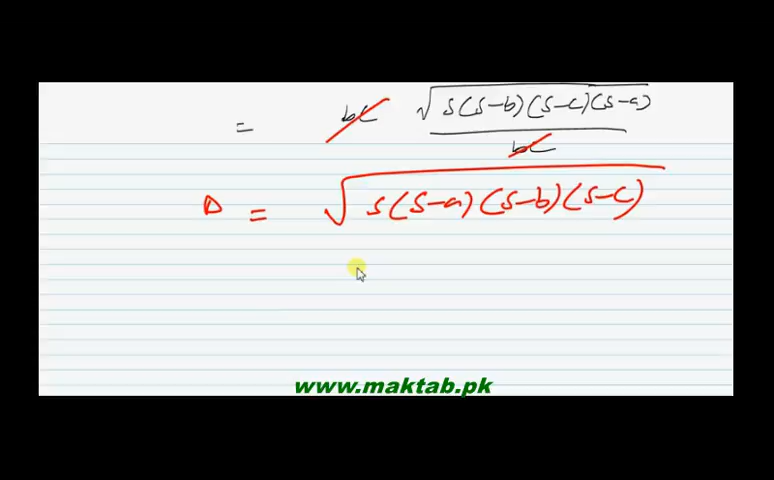 = bc √s(s-b)(s-c)(s-a) / bc
Δ = √s(s-a)(s-b)(s-c)
www.maktab.pk